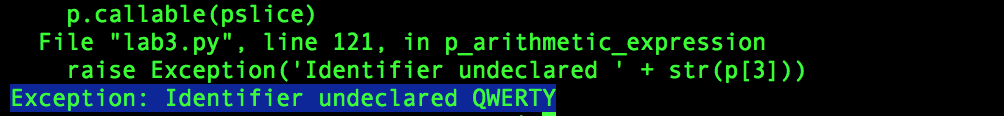 p.callable(pslice)
File "lab3.py", line 121, in p_arithmetic_expression
raise Exception('Identifier undeclared ' + str(p[3]))
Exception: Identifier undeclared QWERTY